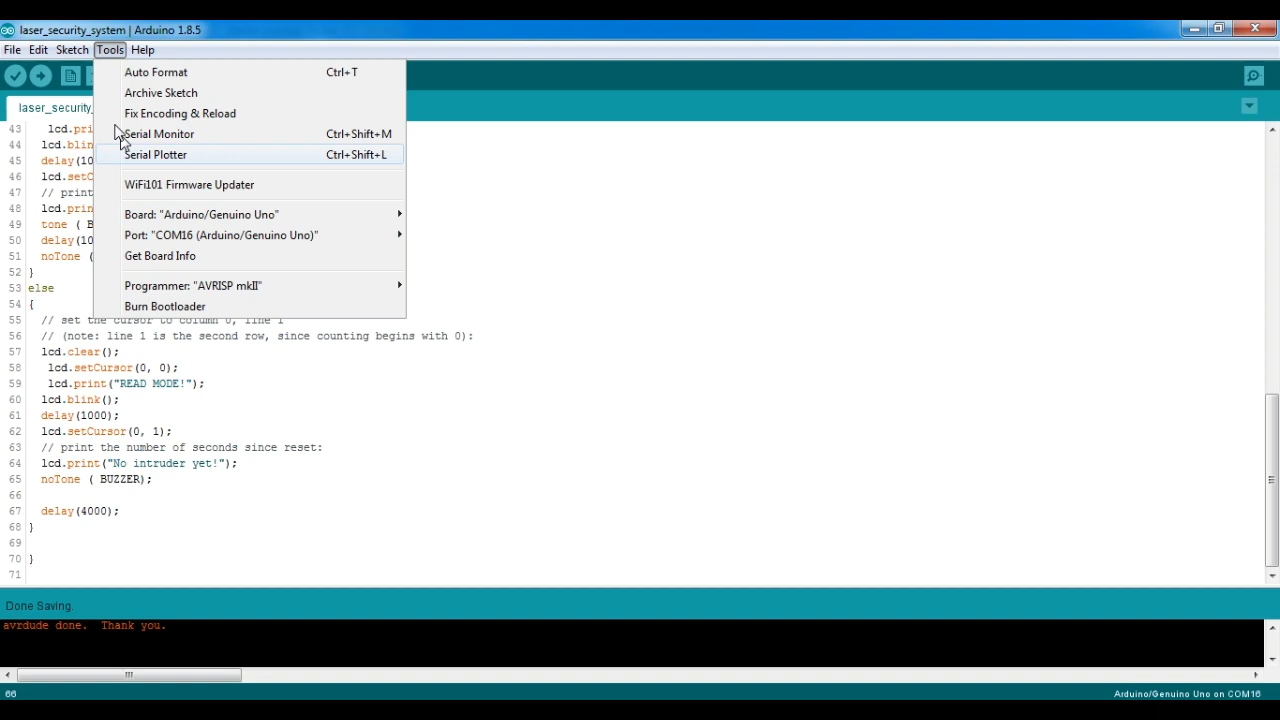 laser_security_system | Arduino 1.8.5
File Edit Sketch Tools Help
Auto Format Ctrl+T
Archive Sketch
Fix Encoding & Reload
Serial Monitor Ctrl+Shift+M
Serial Plotter Ctrl+Shift+L
WiFi101 Firmware Updater
Board: "Arduino/Genuino Uno"
Port: "COM16 (Arduino/Genuino Uno)"
Get Board Info
Programmer: "AVRISP mkII"
Burn Bootloader
laser_security_
43 lcd.pri
44 lcd.blin
45 delay(10
46 lcd.setC
47 // print
48 lcd.prin
49 tone ( B
50 delay(10
51 noTone (
52 }
53 else
54 {
55 // set the cursor to column 0, line 1
56 // (note: line 1 is the second row, since counting begins with 0):
57 lcd.clear();
58 lcd.setCursor(0, 0);
59 lcd.print("READ MODE!");
60 lcd.blink();
61 delay(1000);
62 lcd.setCursor(0, 1);
63 // print the number of seconds since reset:
64 lcd.print("No intruder yet!");
65 noTone ( BUZZER);
66
67 delay(4000);
68 }
69
70 }
71
Done Saving.
avrdude done.  Thank you.
66 Arduino/Genuino Uno on COM16